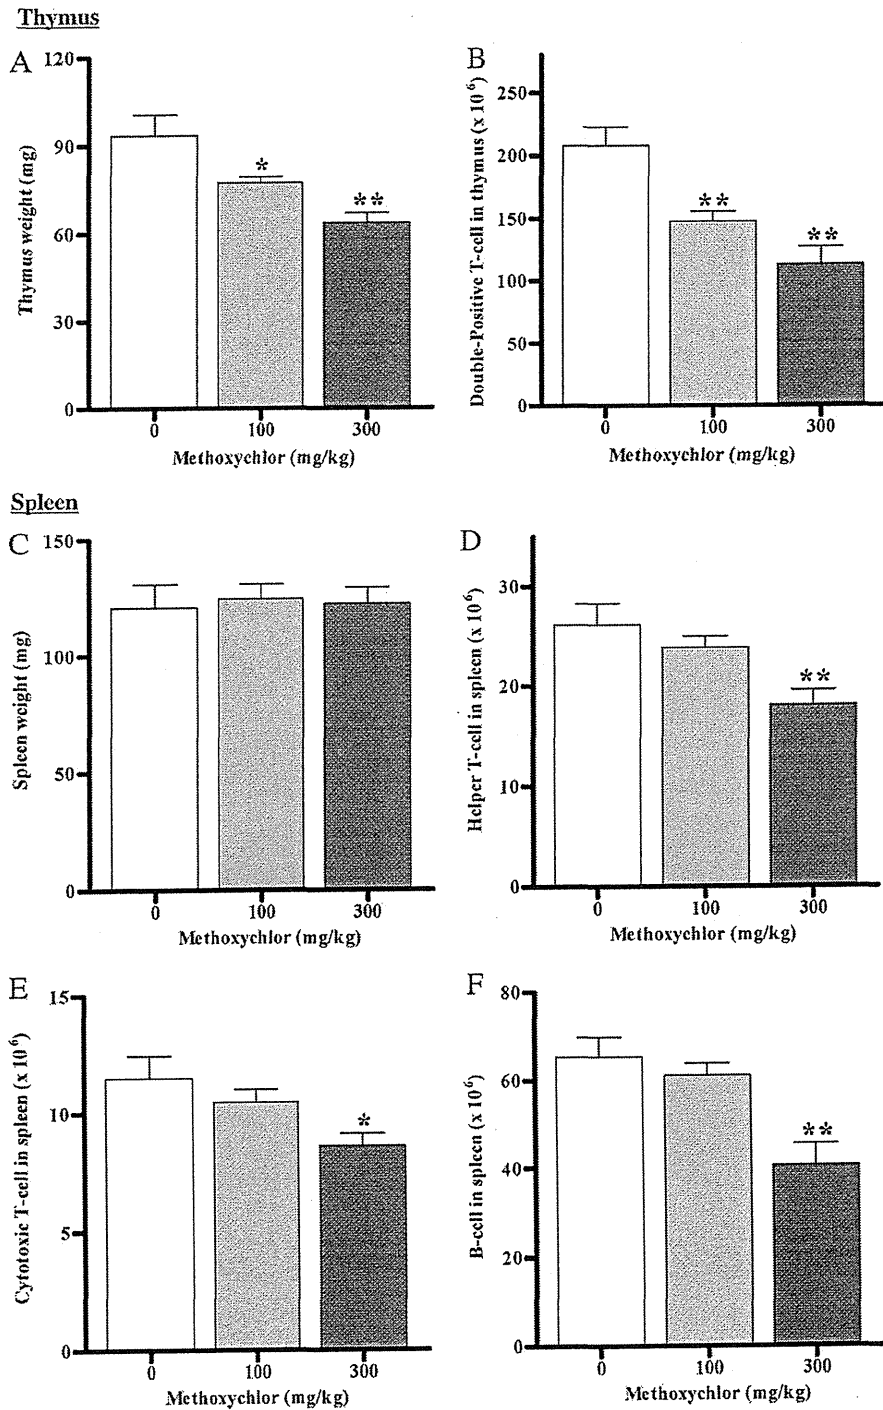 Thymus
A
Thymus weight (mg)
120
90
60
30
0
*
**
0 100 300
Methoxychlor (mg/kg)
B
Double-Positive T-cell in thymus (x 10⁶)
250
200
150
100
50
0
**
**
0 100 300
Methoxychlor (mg/kg)
Spleen
C
Spleen weight (mg)
150
100
50
0
0 100 300
Methoxychlor (mg/kg)
D
Helper T-cell in spleen (x 10⁶)
30
20
10
0
**
0 100 300
Methoxychlor (mg/kg)
E
Cytotoxic T-cell in spleen (x 10⁶)
15
10
5
0
*
0 100 300
Methoxychlor (mg/kg)
F
B-cell in spleen (x 10⁶)
80
60
40
20
0
**
0 100 300
Methoxychlor (mg/kg)